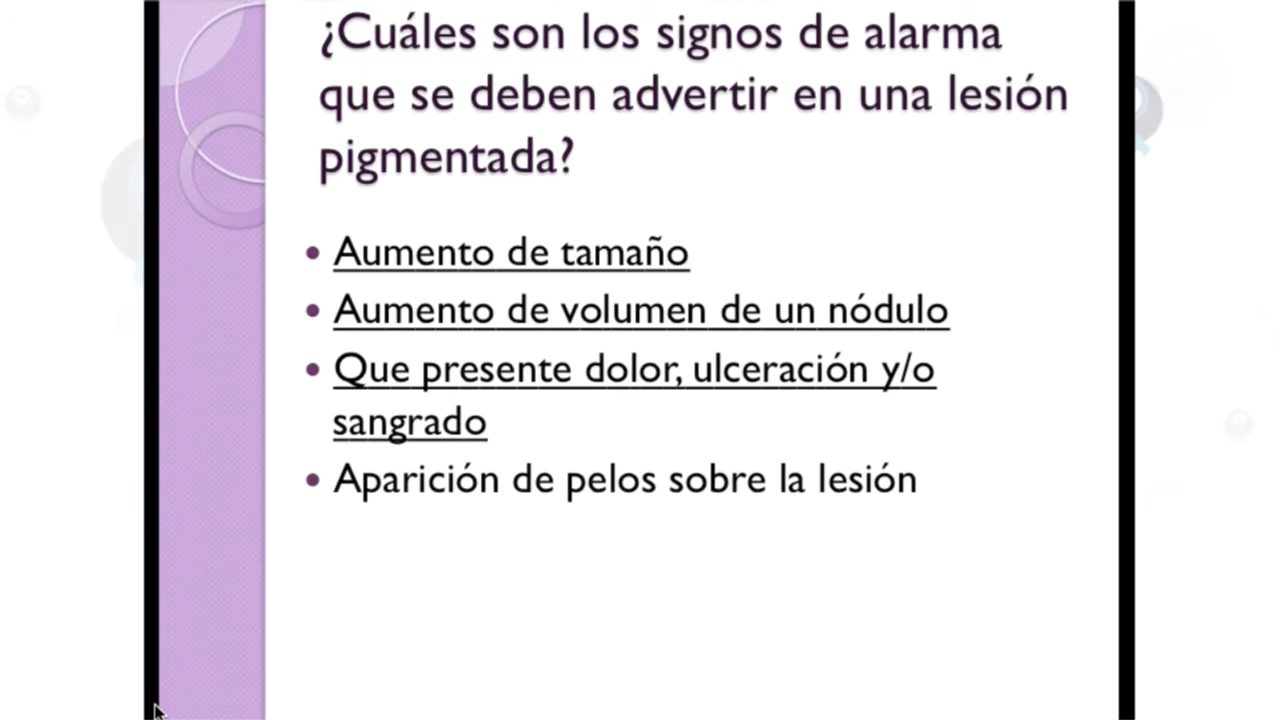 ¿Cuáles son los signos de alarma
que se deben advertir en una lesión
pigmentada?
• Aumento de tamaño
• Aumento de volumen de un nódulo
• Que presente dolor, ulceración y/o
sangrado
• Aparición de pelos sobre la lesión